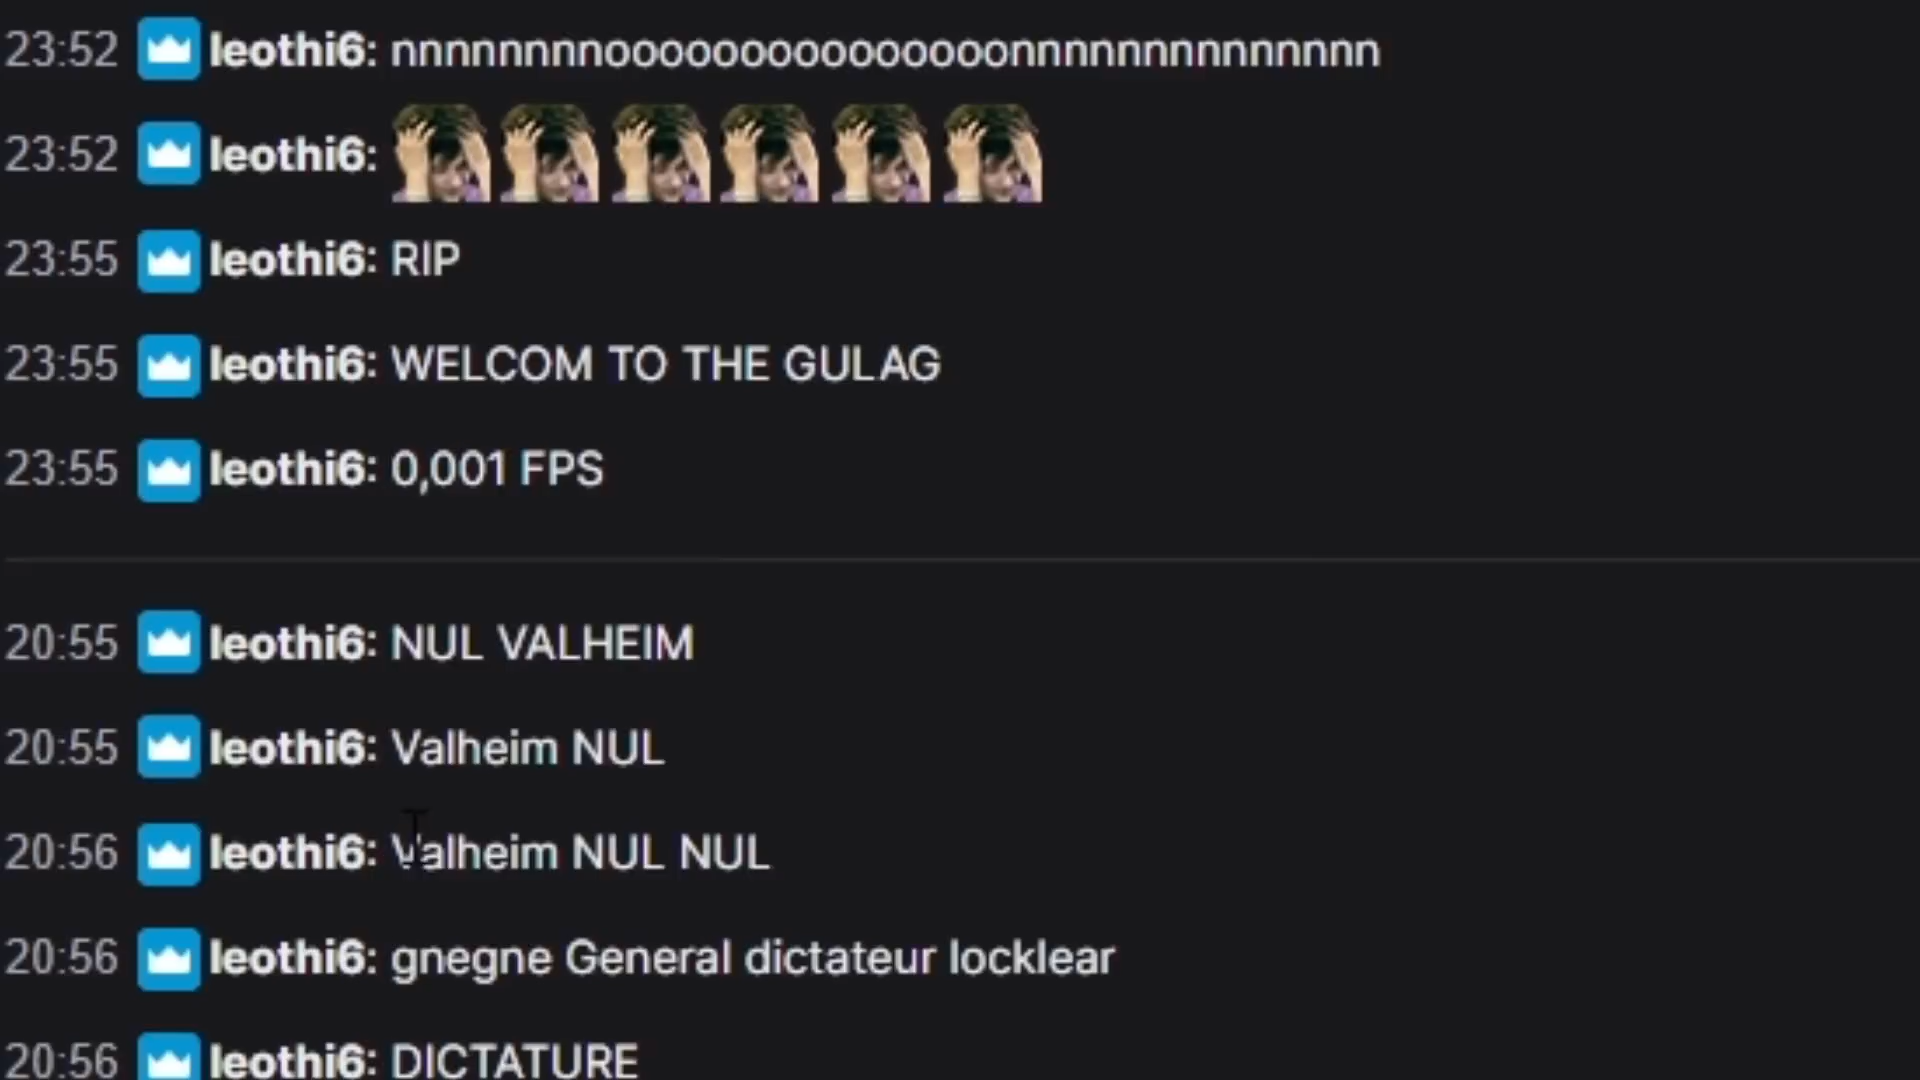 23:52 leothi6: nnnnnnnnooooooooooooooonnnnnnnnnnnnnn
23:52 leothi6:
23:55 leothi6: RIP
23:55 leothi6: WELCOM TO THE GULAG
23:55 leothi6: 0,001 FPS
20:55 leothi6: NUL VALHEIM
20:55 leothi6: Valheim NUL
20:56 leothi6: Valheim NUL NUL
20:56 leothi6: gnegne General dictateur locklear
20:56 leothi6: DICTATURE